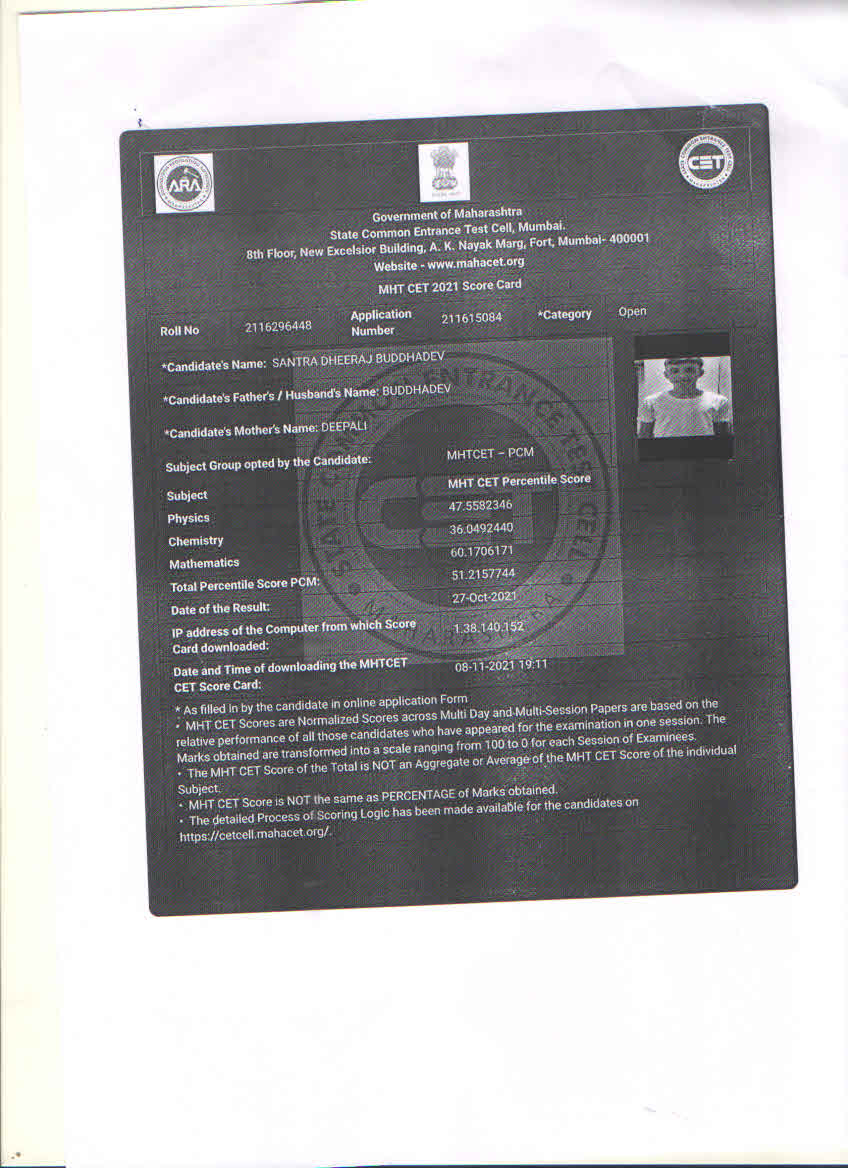 ARA
CET
Government of Maharashtra
State Common Entrance Test Cell, Mumbai.
8th Floor, New Excelsior Building, A. K. Nayak Marg, Fort, Mumbai- 400001
Website - www.mahacet.org
MHT CET 2021 Score Card
Roll No 2116296448 Application Number 211615084 *Category Open
*Candidate's Name: SANTRA DHEERAJ BUDDHADEV
*Candidate's Father's / Husband's Name: BUDDHADEV
*Candidate's Mother's Name: DEEPALI
Subject Group opted by the Candidate: MHTCET – PCM
Subject MHT CET Percentile Score
Physics 47.5582346
Chemistry 36.0492440
Mathematics 60.1706171
Total Percentile Score PCM: 51.2157744
Date of the Result: 27-Oct-2021
IP address of the Computer from which Score
Card downloaded: 1.38.140.152
Date and Time of downloading the MHTCET
CET Score Card: 08-11-2021 19:11
* As filled in by the candidate in online application Form
• MHT CET Scores are Normalized Scores across Multi Day and Multi-Session Papers are based on the
relative performance of all those candidates who have appeared for the examination in one session. The
Marks obtained are transformed into a scale ranging from 100 to 0 for each Session of Examinees.
• The MHT CET Score of the Total is NOT an Aggregate or Average of the MHT CET Score of the individual
Subject.
• MHT CET Score is NOT the same as PERCENTAGE of Marks obtained.
• The detailed Process of Scoring Logic has been made available for the candidates on
https://cetcell.mahacet.org/.
STATE COMMON ENTRANCE TEST CELL
MAHARASHTRA
CET